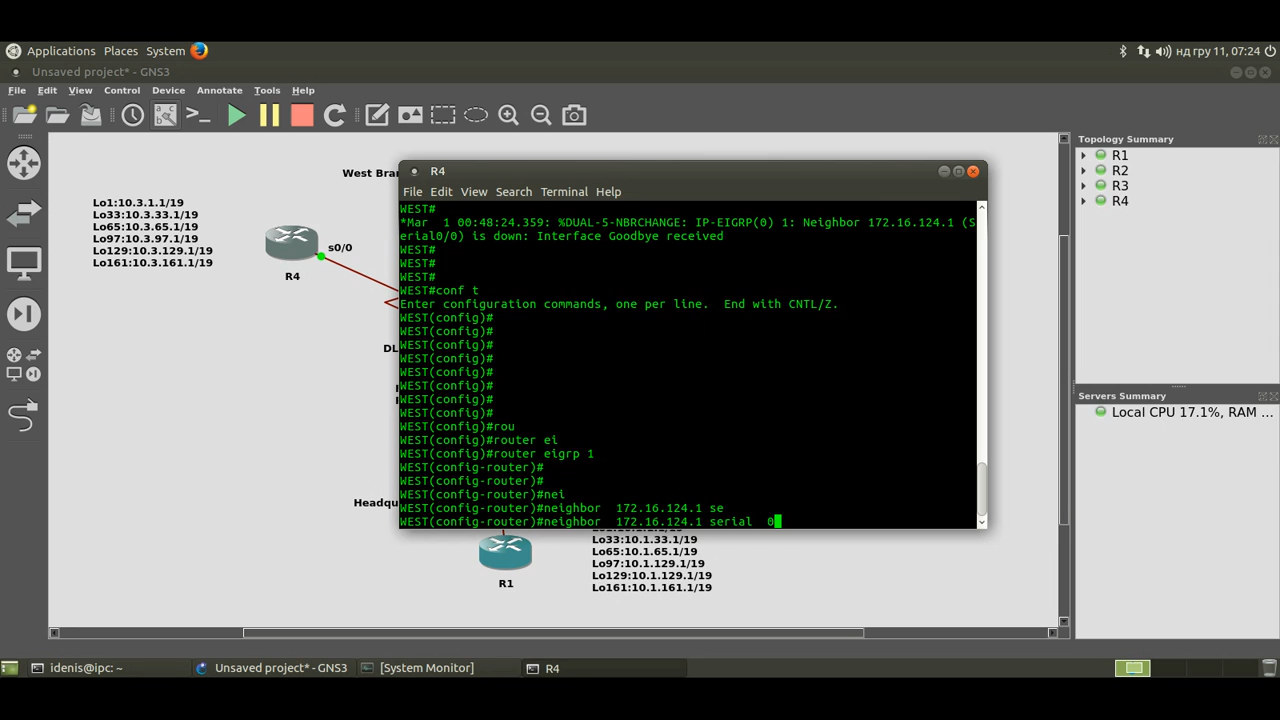 Applications Places System
нд гру 11, 07:24
Unsaved project* - GNS3
File Edit View Control Device Annotate Tools Help
West Bran
Lo1:10.3.1.1/19
Lo33:10.3.33.1/19
Lo65:10.3.65.1/19
Lo97:10.3.97.1/19
Lo129:10.3.129.1/19
Lo161:10.3.161.1/19
s0/0
R4
DL
Headqu
R4
File Edit View Search Terminal Help
WEST#
*Mar  1 00:48:24.359: %DUAL-5-NBRCHANGE: IP-EIGRP(0) 1: Neighbor 172.16.124.1 (S
erial0/0) is down: Interface Goodbye received
WEST#
WEST#
WEST#
WEST#conf t
Enter configuration commands, one per line.  End with CNTL/Z.
WEST(config)#
WEST(config)#
WEST(config)#
WEST(config)#
WEST(config)#
WEST(config)#
WEST(config)#
WEST(config)#
WEST(config)#rou
WEST(config)#router ei
WEST(config)#router eigrp 1
WEST(config-router)#
WEST(config-router)#
WEST(config-router)#nei
WEST(config-router)#neighbor  172.16.124.1 se
WEST(config-router)#neighbor  172.16.124.1 serial  0
R1
Lo33:10.1.33.1/19
Lo65:10.1.65.1/19
Lo97:10.1.129.1/19
Lo129:10.1.129.1/19
Lo161:10.1.161.1/19
Topology Summary
R1
R2
R3
R4
Servers Summary
Local CPU 17.1%, RAM ...
idenis@ipc: ~
Unsaved project* - GNS3
[System Monitor]
R4